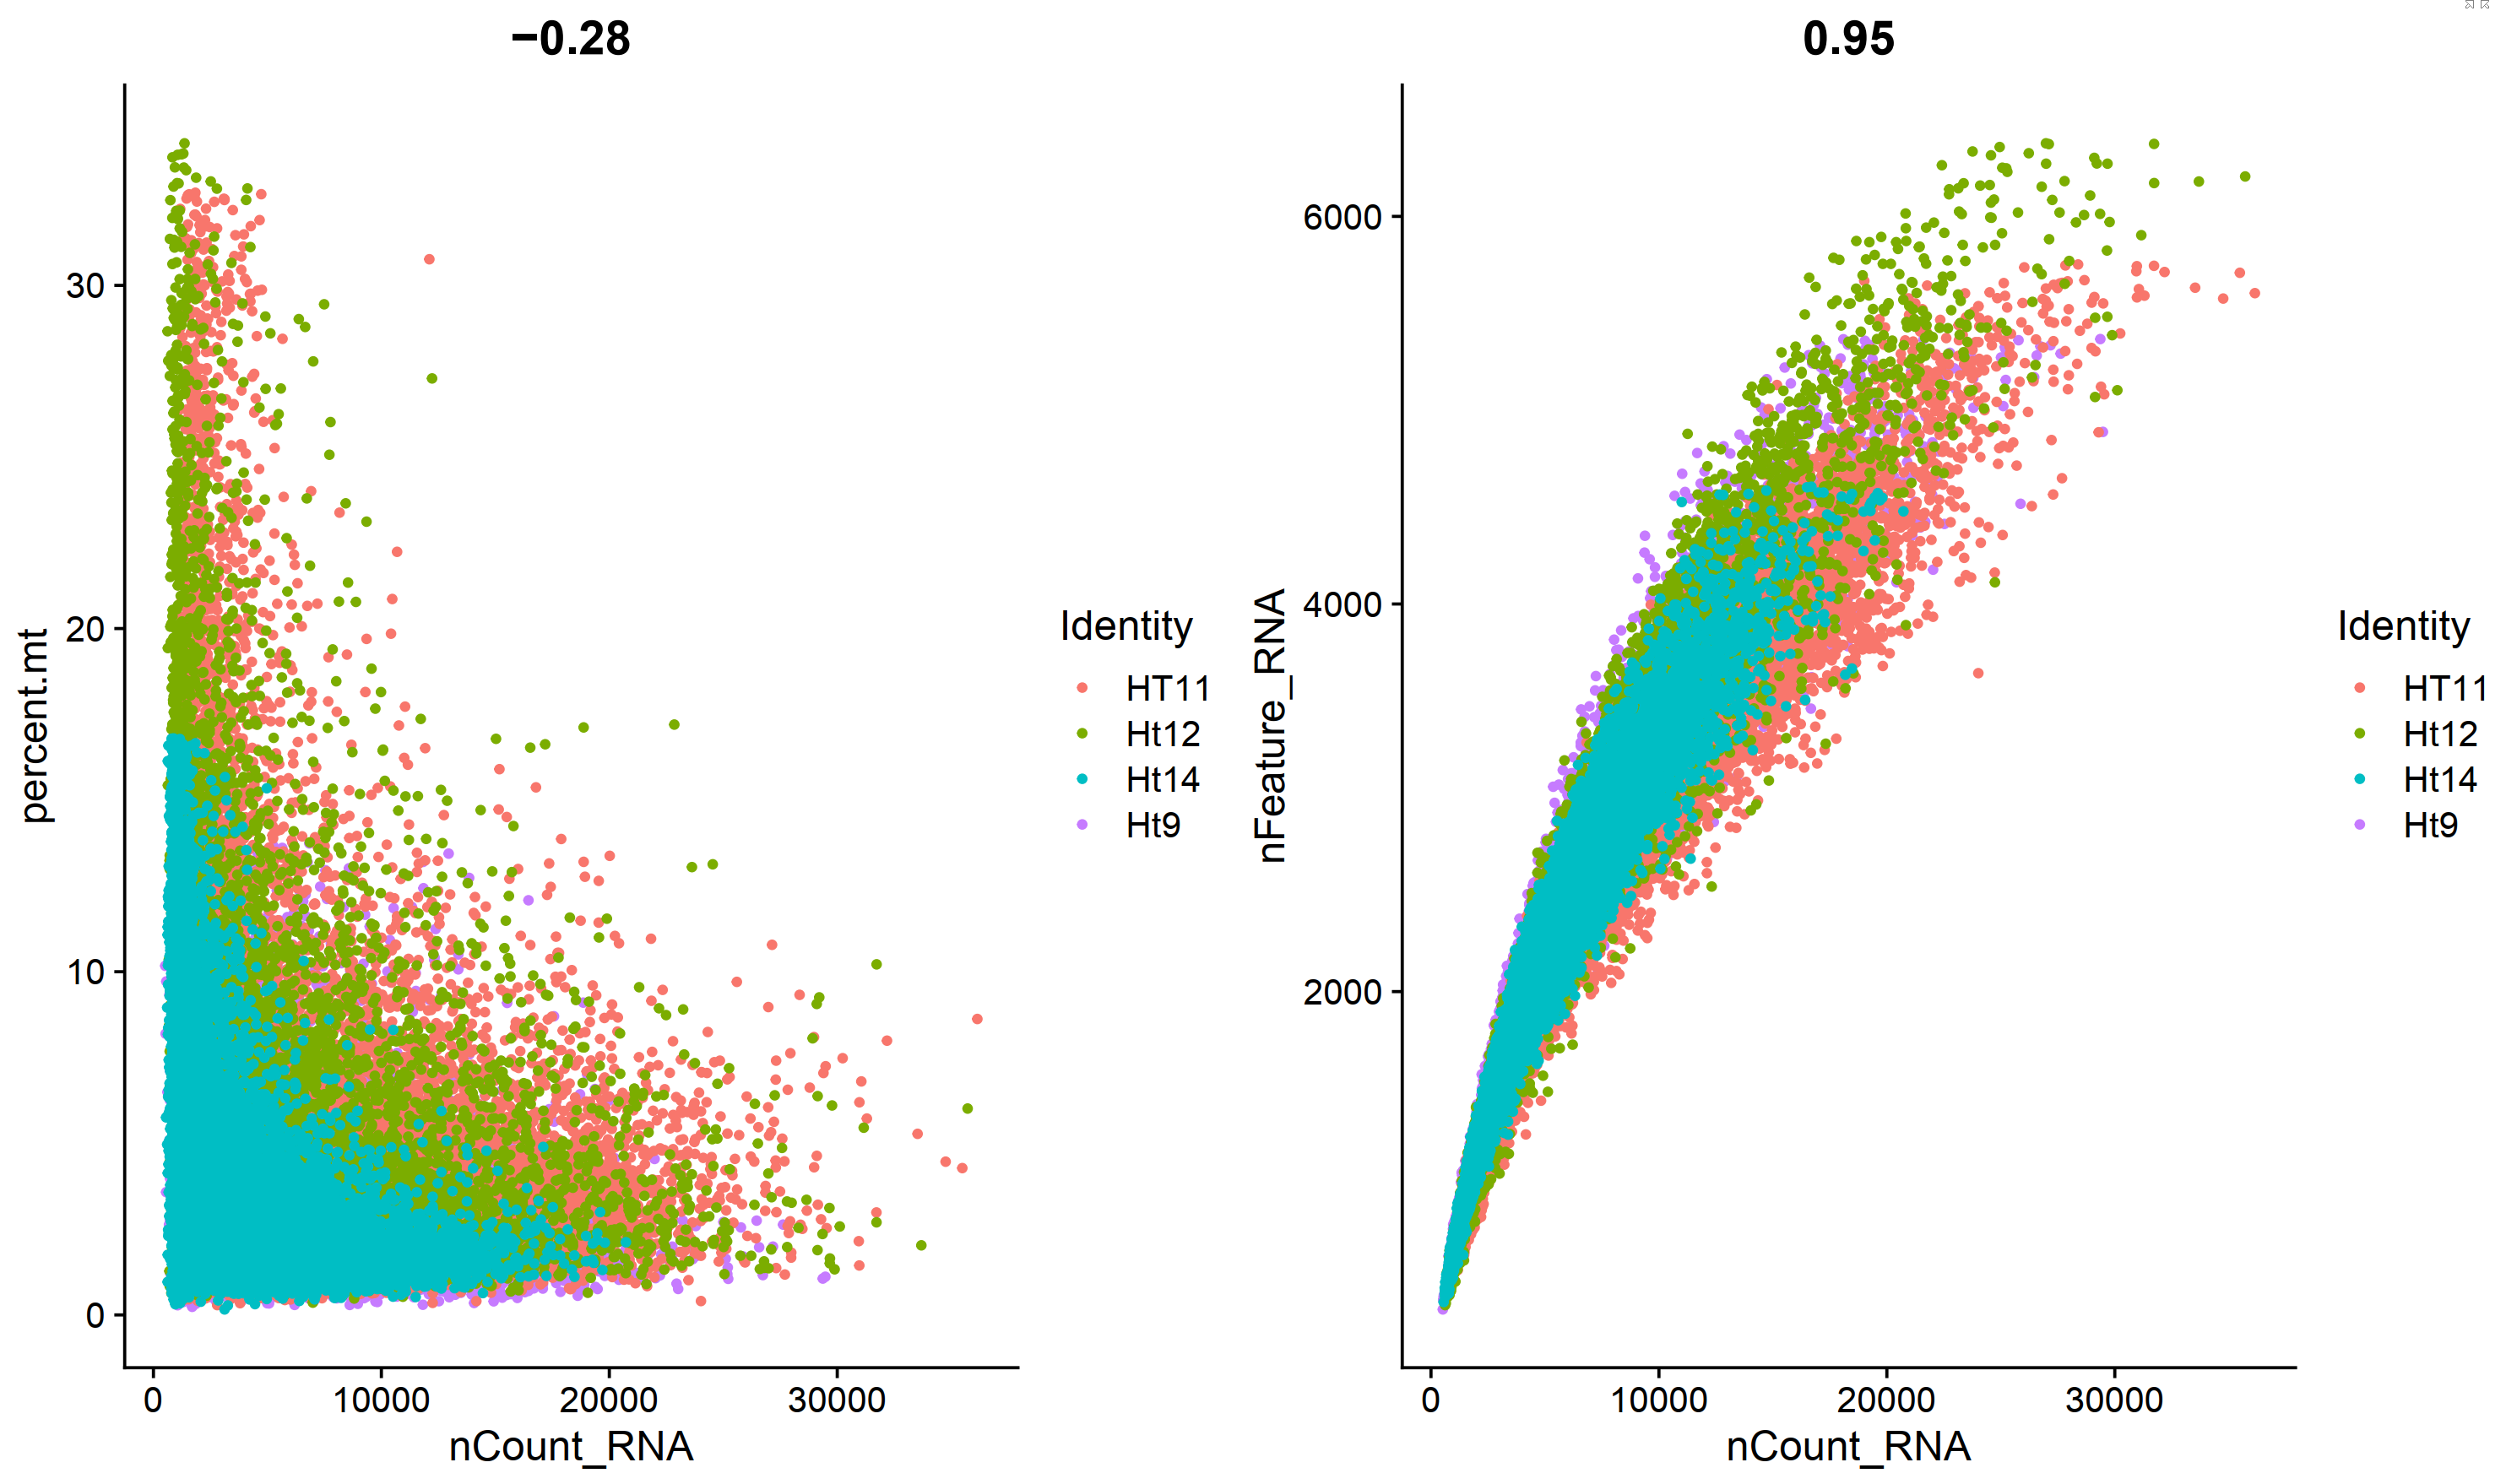 −0.28
percent.mt
30
20
10
0
0 10000 20000 30000
nCount_RNA
Identity
HT11
Ht12
Ht14
Ht9
0.95
nFeature_RNA
6000
4000
2000
0 10000 20000 30000
nCount_RNA
Identity
HT11
Ht12
Ht14
Ht9